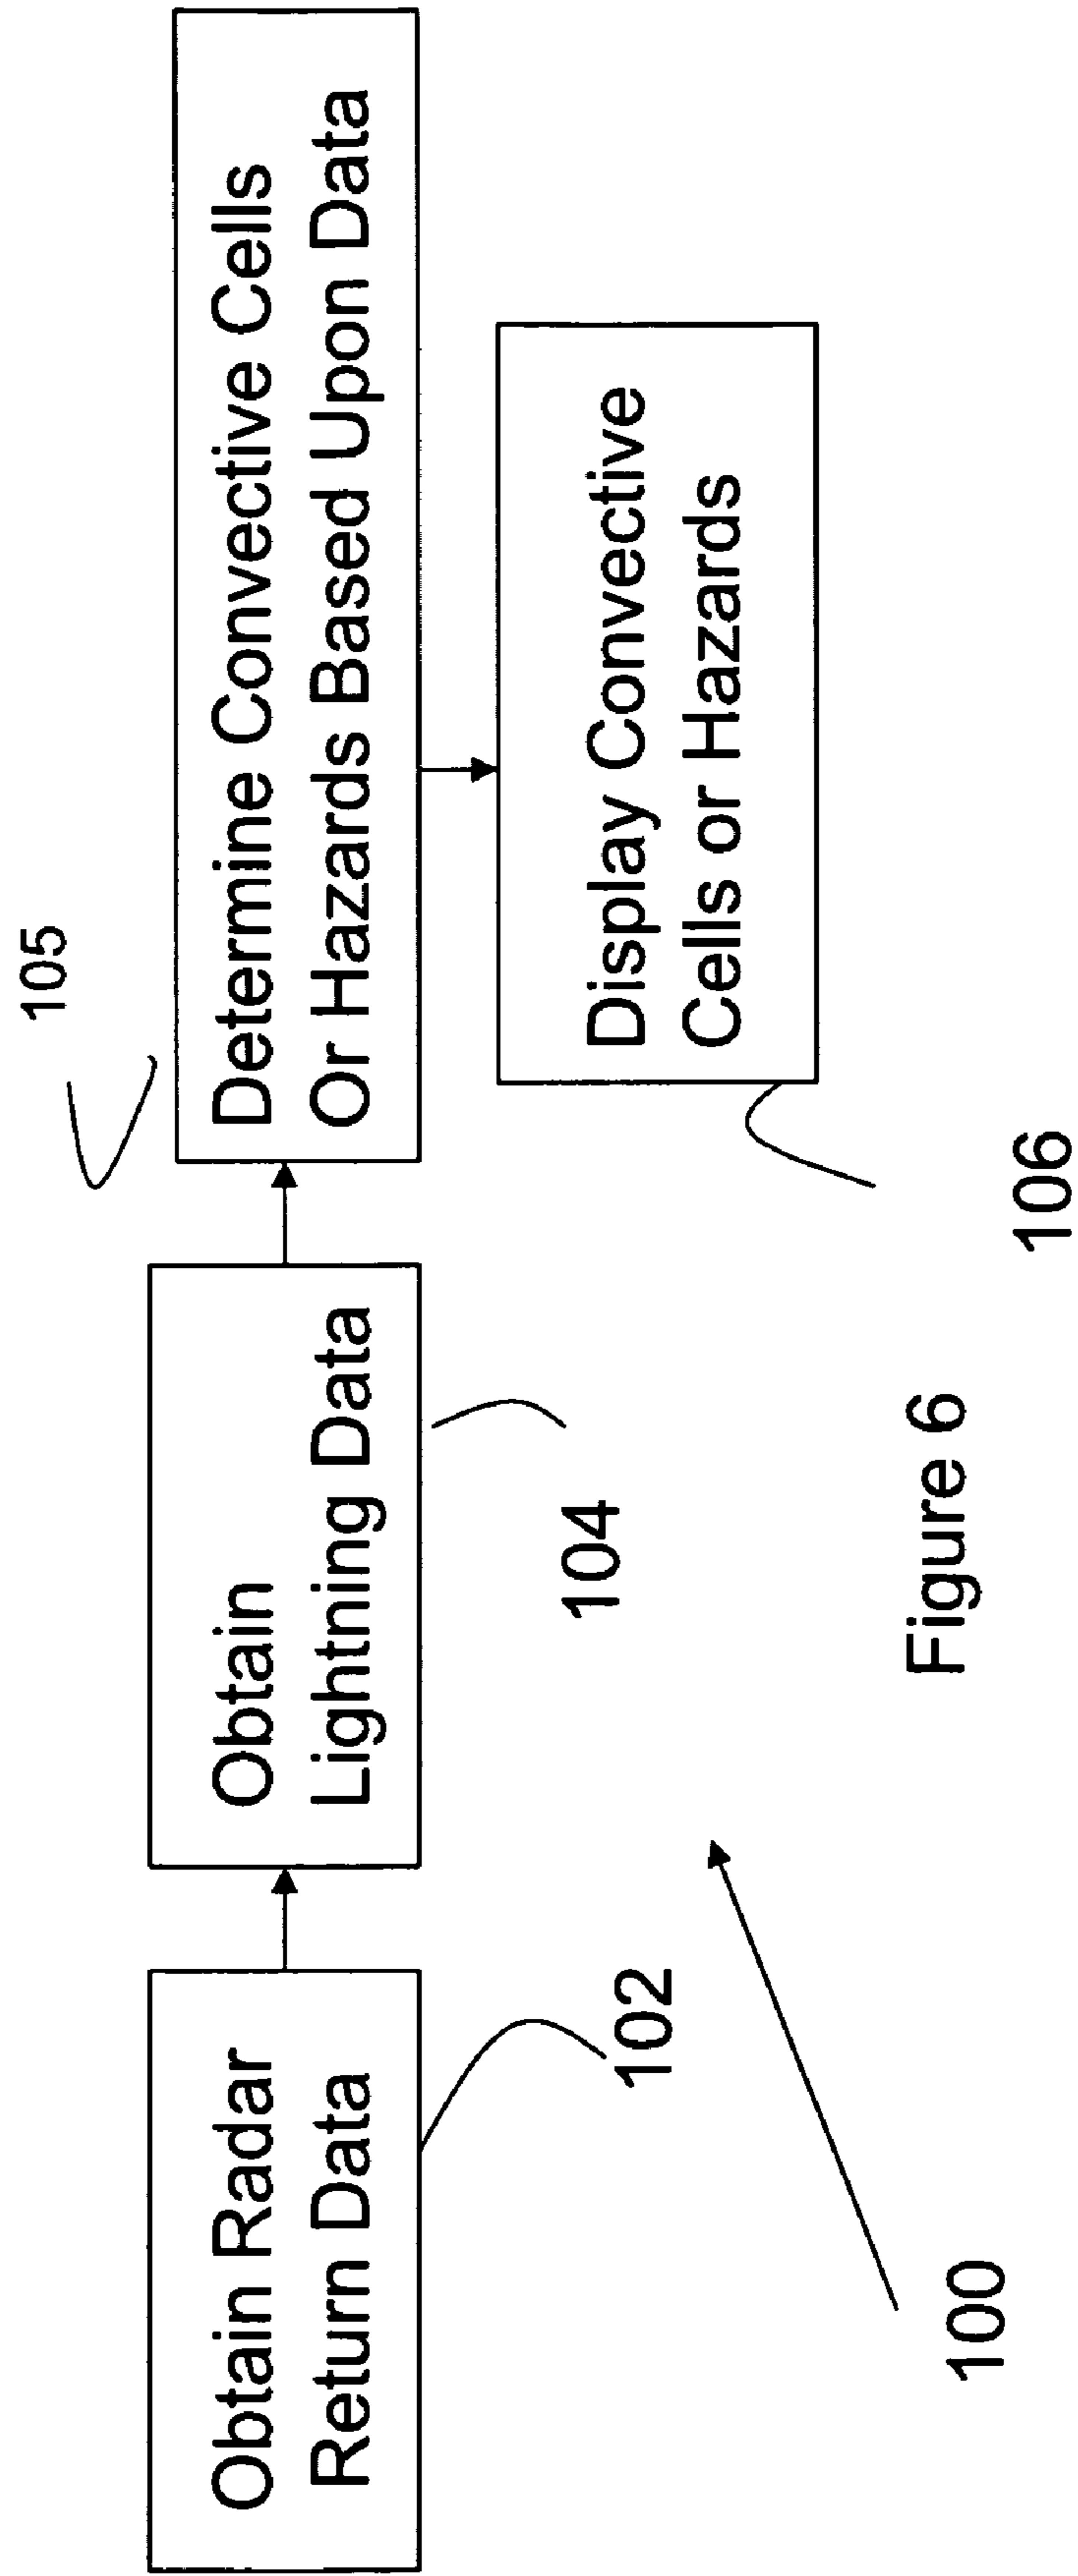 Obtain Radar
Return Data
102
Obtain
Lightning Data
104
Determine Convective Cells
Or Hazards Based Upon Data
105
Display Convective
Cells or Hazards
106
100
Figure 6